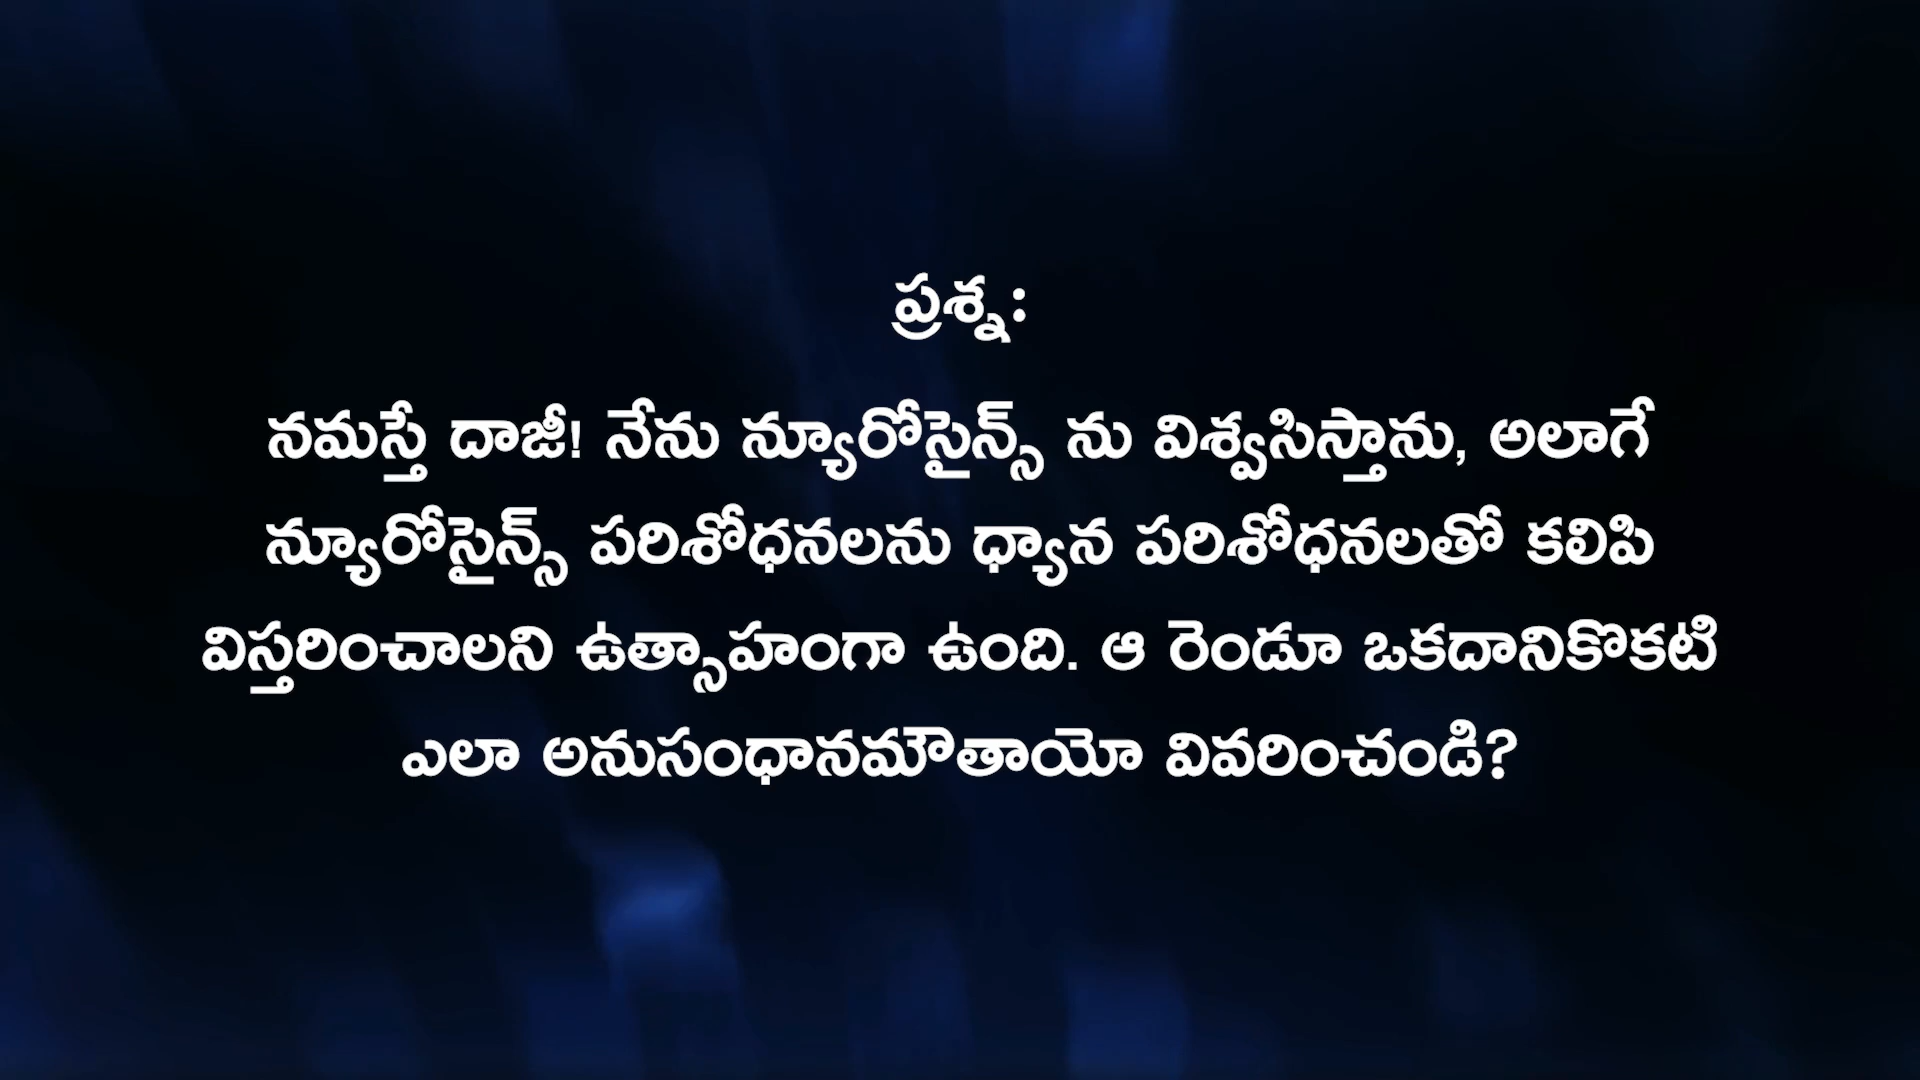 ప్రశ్న:
నమస్తే దాజీ! నేను న్యూరోసైన్స్ ను విశ్వసిస్తాను, అలాగే
న్యూరోసైన్స్ పరిశోధనలను ధ్యాన పరిశోధనలతో కలిపి
విస్తరించాలని ఉత్సాహంగా ఉంది. ఆ రెండూ ఒకదానికొకటి
ఎలా అనుసంధానమౌతాయో వివరించండి?